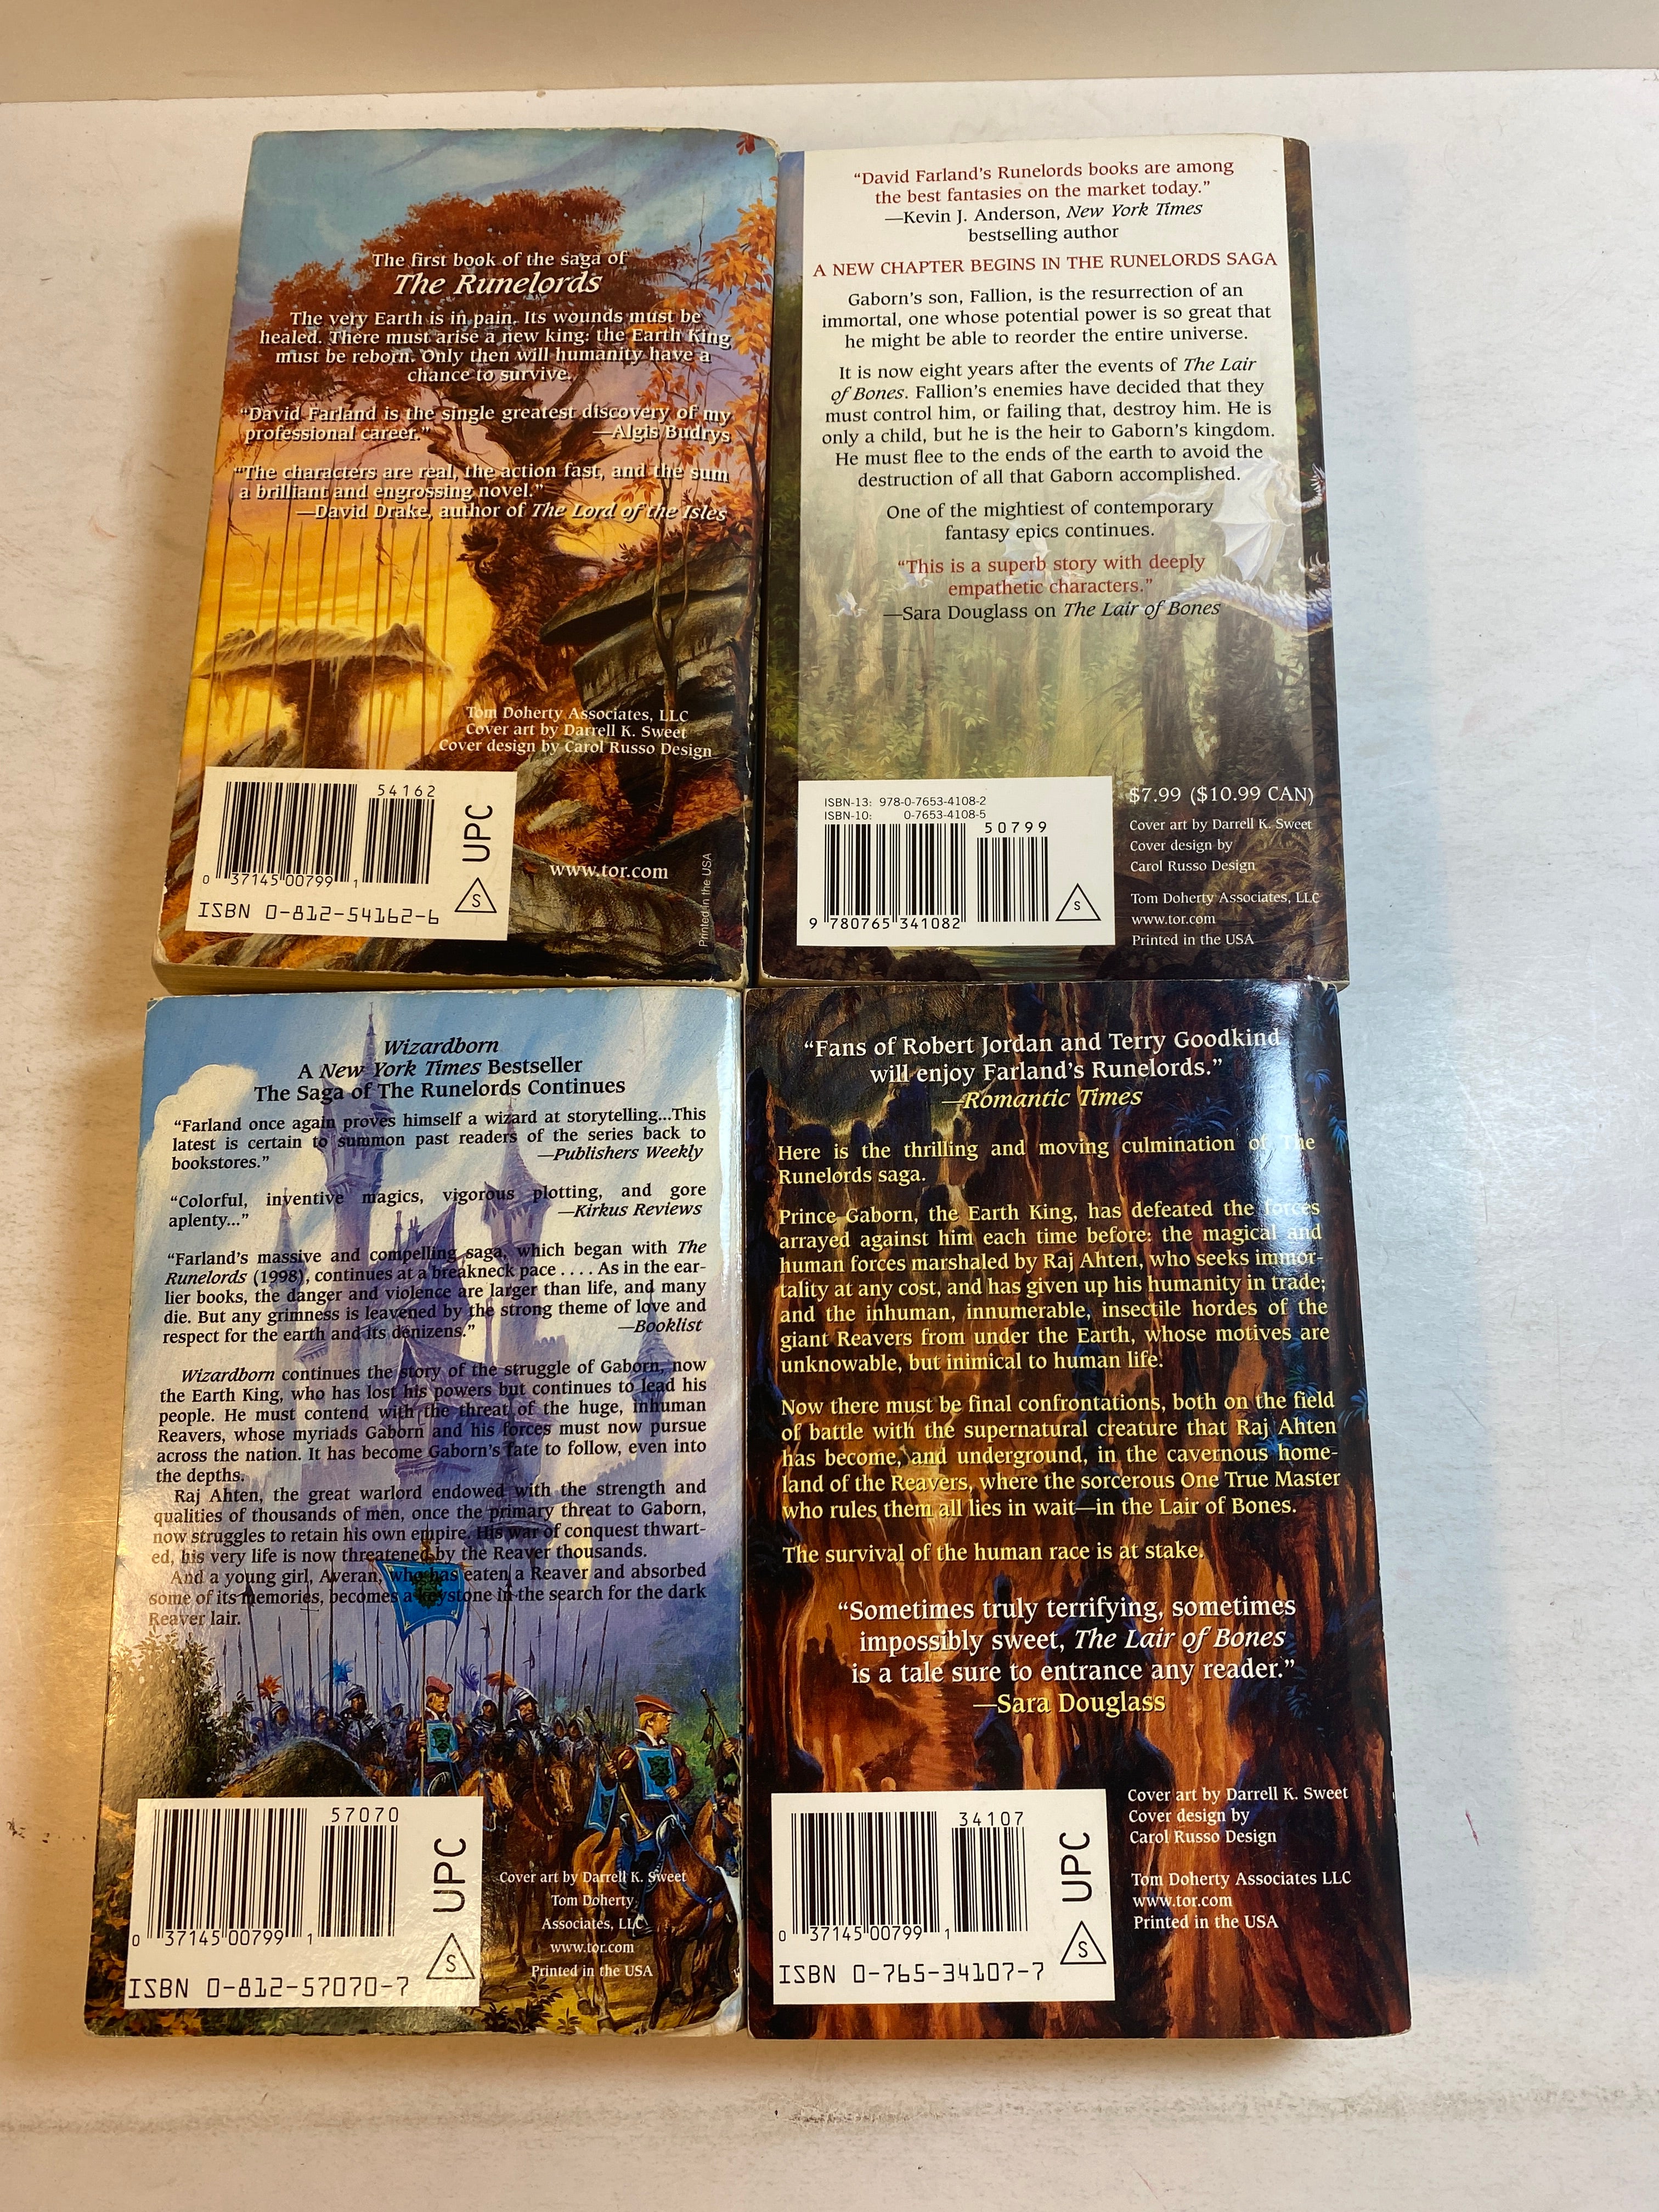 The first book of the saga of
The Runelords
The very Earth is in pain. Its wounds must be
healed. There must arise a new king: the Earth King
must be reborn. Only then will humanity have a
chance to survive.
“David Farland is the single greatest discovery of my
professional career.” —Algis Budrys
“The characters are real, the action fast, and the sum
a brilliant and engrossing novel.”
—David Drake, author of The Lord of the Isles
Tom Doherty Associates, LLC
Cover art by Darrell K. Sweet
Cover design by Carol Russo Design
54162
UPC
0 37145 00799 1
S
ISBN 0-812-54162-6
www.tor.com
Printed in the USA
“David Farland’s Runelords books are among
the best fantasies on the market today.”
—Kevin J. Anderson, New York Times
bestselling author
A NEW CHAPTER BEGINS IN THE RUNELORDS SAGA
Gaborn’s son, Fallion, is the resurrection of an
immortal, one whose potential power is so great that
he might be able to reorder the entire universe.
It is now eight years after the events of The Lair
of Bones. Fallion’s enemies have decided that they
must control him, or failing that, destroy him. He is
only a child, but he is the heir to Gaborn’s kingdom.
He must flee to the ends of the earth to avoid the
destruction of all that Gaborn accomplished.
One of the mightiest of contemporary
fantasy epics continues.
“This is a superb story with deeply
empathetic characters.”
—Sara Douglass on The Lair of Bones
ISBN-13: 978-0-7653-4108-2
ISBN-10: 0-7653-4108-5
50799
9 780765 341082
S
$7.99 ($10.99 CAN)
Cover art by Darrell K. Sweet
Cover design by
Carol Russo Design
Tom Doherty Associates, LLC
www.tor.com
Printed in the USA
Wizardborn
A New York Times Bestseller
The Saga of The Runelords Continues
“Farland once again proves himself a wizard at storytelling...This
latest is certain to summon past readers of the series back to
bookstores.” —Publishers Weekly
“Colorful, inventive magics, vigorous plotting, and gore
aplenty...” —Kirkus Reviews
“Farland’s massive and compelling saga, which began with The
Runelords (1998), continues at a breakneck pace . . . . As in the ear-
lier books, the danger and violence are larger than life, and many
die. But any grimness is leavened by the strong theme of love and
respect for the earth and its denizens.” —Booklist
Wizardborn continues the story of the struggle of Gaborn, now
the Earth King, who has lost his powers but continues to lead his
people. He must contend with the threat of the huge, inhuman
Reavers, whose myriads Gaborn and his forces must now pursue
across the nation. It has become Gaborn’s fate to follow, even into
the depths.
Raj Ahten, the great warlord endowed with the strength and
qualities of thousands of men, once the primary threat to Gaborn,
now struggles to retain his own empire. His war of conquest thwart-
ed, his very life is now threatened by the Reaver thousands.
And a young girl, Averan, who has eaten a Reaver and absorbed
some of its memories, becomes a keystone in the search for the dark
Reaver lair.
57070
UPC
0 37145 00799 1
S
ISBN 0-812-57070-7
Cover art by Darrell K. Sweet
Tom Doherty
Associates, LLC
www.tor.com
Printed in the USA
“Fans of Robert Jordan and Terry Goodkind
will enjoy Farland’s Runelords.”
—Romantic Times
Here is the thrilling and moving culmination of The
Runelords saga.
Prince Gaborn, the Earth King, has defeated the forces
arrayed against him each time before: the magical and
human forces marshaled by Raj Ahten, who seeks immor-
tality at any cost, and has given up his humanity in trade;
and the inhuman, innumerable, insectile hordes of the
giant Reavers from under the Earth, whose motives are
unknowable, but inimical to human life.
Now there must be final confrontations, both on the field
of battle with the supernatural creature that Raj Ahten
has become, and underground, in the cavernous home-
land of the Reavers, where the sorcerous One True Master
who rules them all lies in wait—in the Lair of Bones.
The survival of the human race is at stake.
“Sometimes truly terrifying, sometimes
impossibly sweet, The Lair of Bones
is a tale sure to entrance any reader.”
—Sara Douglass
34107
UPC
0 37145 00799 1
S
ISBN 0-765-34107-7
Cover art by Darrell K. Sweet
Cover design by
Carol Russo Design
Tom Doherty Associates LLC
www.tor.com
Printed in the USA